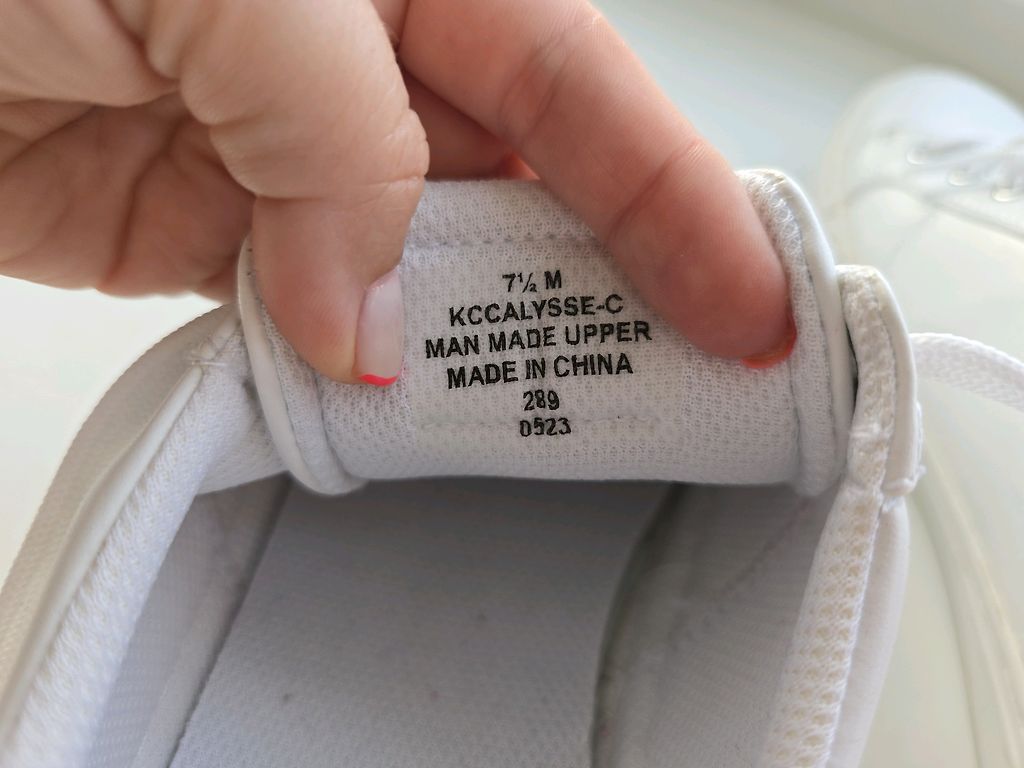 7½ M
KCCALYSSE-C
MAN MADE UPPER
MADE IN CHINA
289
0523